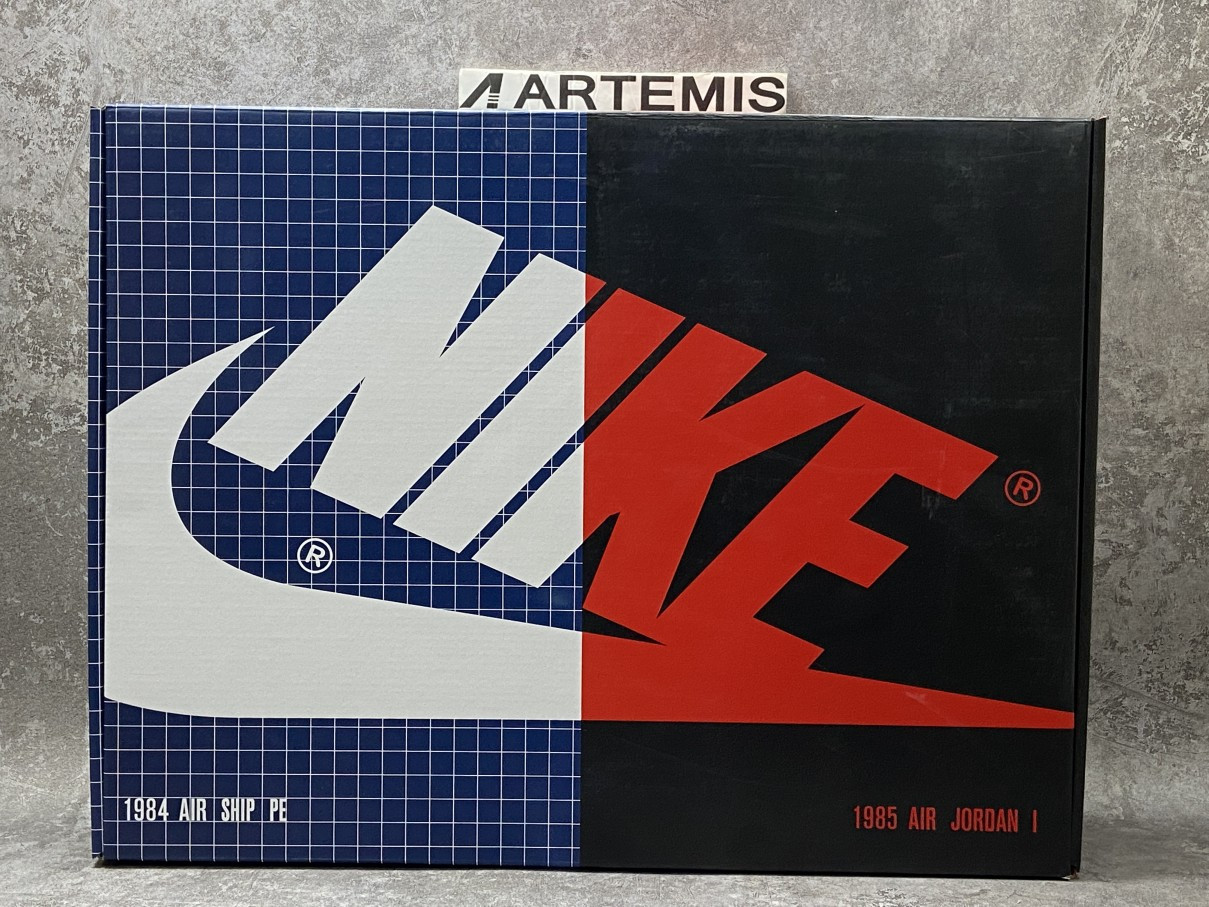 ARTEMIS
NIKE
®
®
1984 AIR SHIP PE
1985 AIR JORDAN I